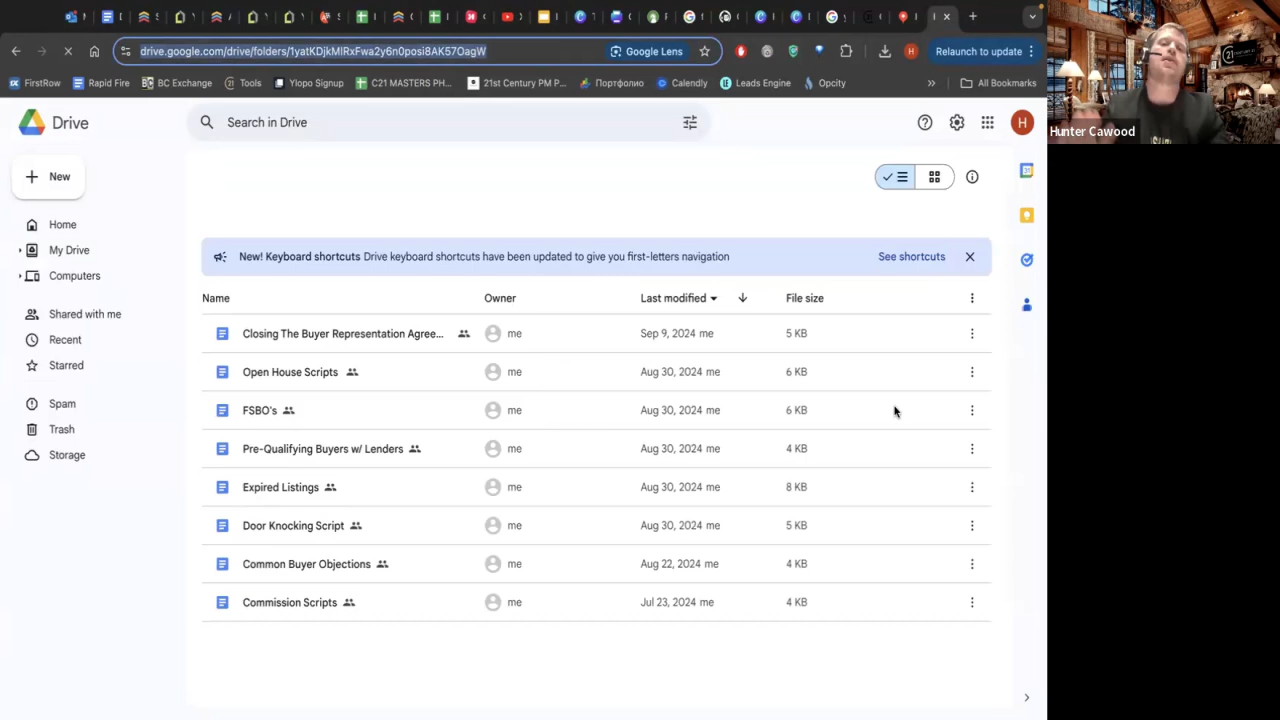 drive.google.com/drive/folders/1yatKDjkMIRxFwa2y6n0posi8AK57OagW
Google Lens
H
Relaunch to update
FirstRow
Rapid Fire
BC Exchange
Tools
Ylopo Signup
C21 MASTERS PH...
21st Century PM P...
Портфолио
Calendly
Leads Engine
Opcity
»
All Bookmarks
Drive
Search in Drive
H
Hunter Cawood
New
Home
My Drive
Computers
Shared with me
Recent
Starred
Spam
Trash
Storage
New! Keyboard shortcuts Drive keyboard shortcuts have been updated to give you first-letters navigation
See shortcuts
Name Owner Last modified File size
Closing The Buyer Representation Agree... me Sep 9, 2024 me 5 KB
Open House Scripts me Aug 30, 2024 me 6 KB
FSBO's me Aug 30, 2024 me 6 KB
Pre-Qualifying Buyers w/ Lenders me Aug 30, 2024 me 4 KB
Expired Listings me Aug 30, 2024 me 8 KB
Door Knocking Script me Aug 30, 2024 me 5 KB
Common Buyer Objections me Aug 22, 2024 me 4 KB
Commission Scripts me Jul 23, 2024 me 4 KB